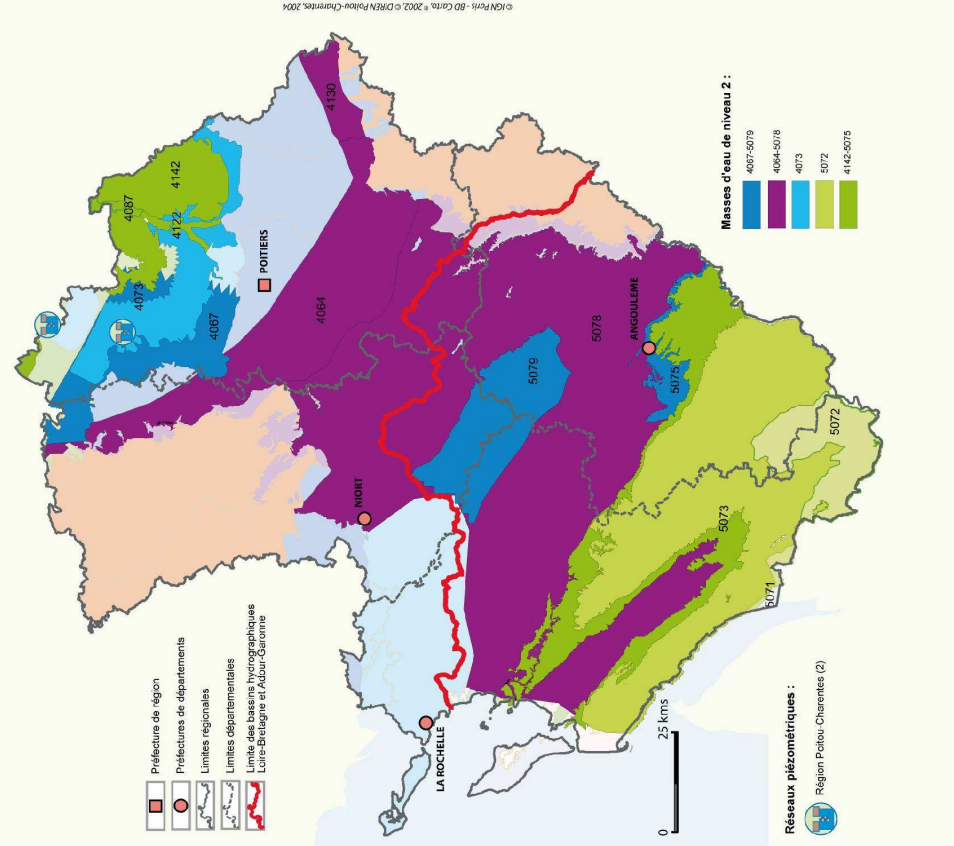 © IGN Paris - BD Carto, ® 2002, © DIREN Poitou-Charentes, 2004
Préfecture de région
Préfectures de département
Limites régionales
Limites départementales
Limite des bassins hydrographiques
Loire-Bretagne et Adour-Garonne
4130
4142
4087
4122
4073
4067
POITIERS
4064
NIORT
LA ROCHELLE
5079
5078
ANGOULEME
5075
5072
5073
5071
0
25 kms
Masses d'eau de niveau 2 :
4067-5079
4064-5078
4073
5072
4142-5075
Réseaux piézométriques :
Région Poitou-Charentes (2)